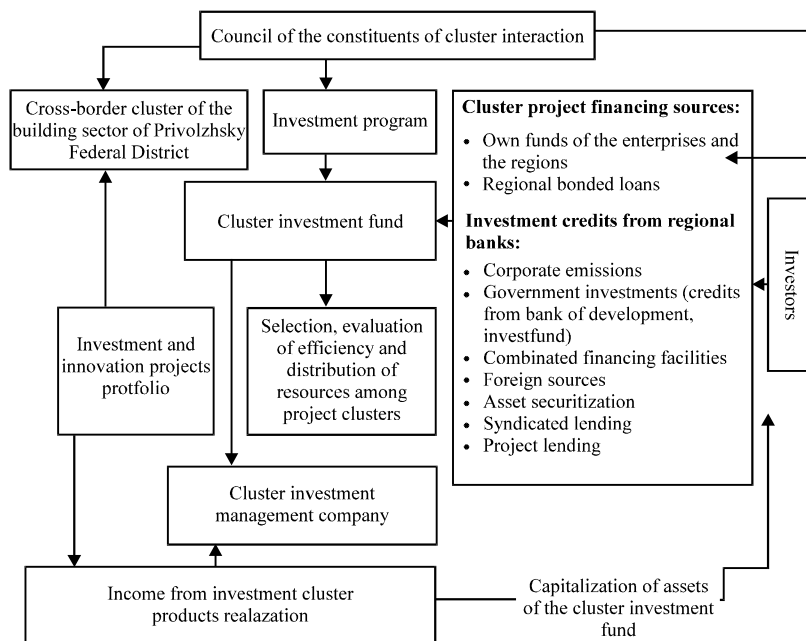 Council of the constituents of cluster interaction
Cross-border cluster of the
building sector of Privolzhsky
Federal District
Investment program
Cluster investment fund
Investment and
innovation projects
protfolio
Selection, evaluation
of efficiency and
distribution of
resources among
project clusters
Cluster project financing sources:
• Own funds of the enterprises and
the regions
• Regional bonded loans
Investment credits from regional
banks:
• Corporate emissions
• Government investments (credits
from bank of development,
investfund)
• Combinated financing facilities
• Foreign sources
• Asset securitization
• Syndicated lending
• Project lending
Investors
Cluster investment
management company
Income from investment cluster
products realazation
Capitalization of assets
of the cluster investment
fund